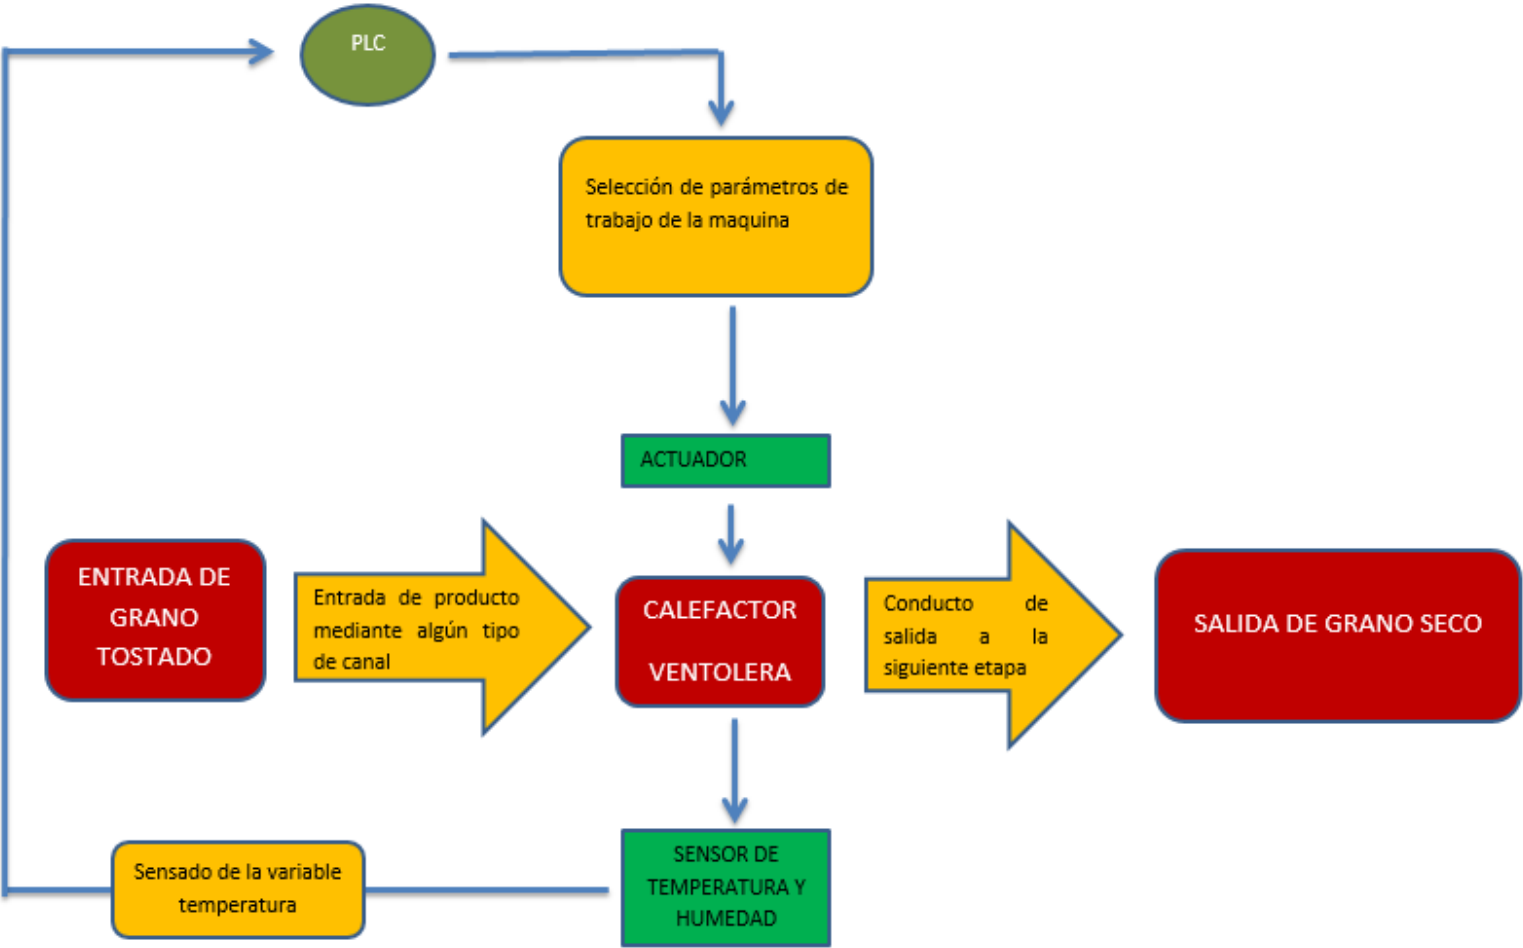 PLC
Selección de parámetros de
trabajo de la maquina
ACTUADOR
ENTRADA DE
GRANO
TOSTADO
Entrada de producto
mediante algún tipo
de canal
CALEFACTOR
VENTOLERA
Conducto de
salida a la
siguiente etapa
SALIDA DE GRANO SECO
Sensado de la variable
temperatura
SENSOR DE
TEMPERATURA Y
HUMEDAD